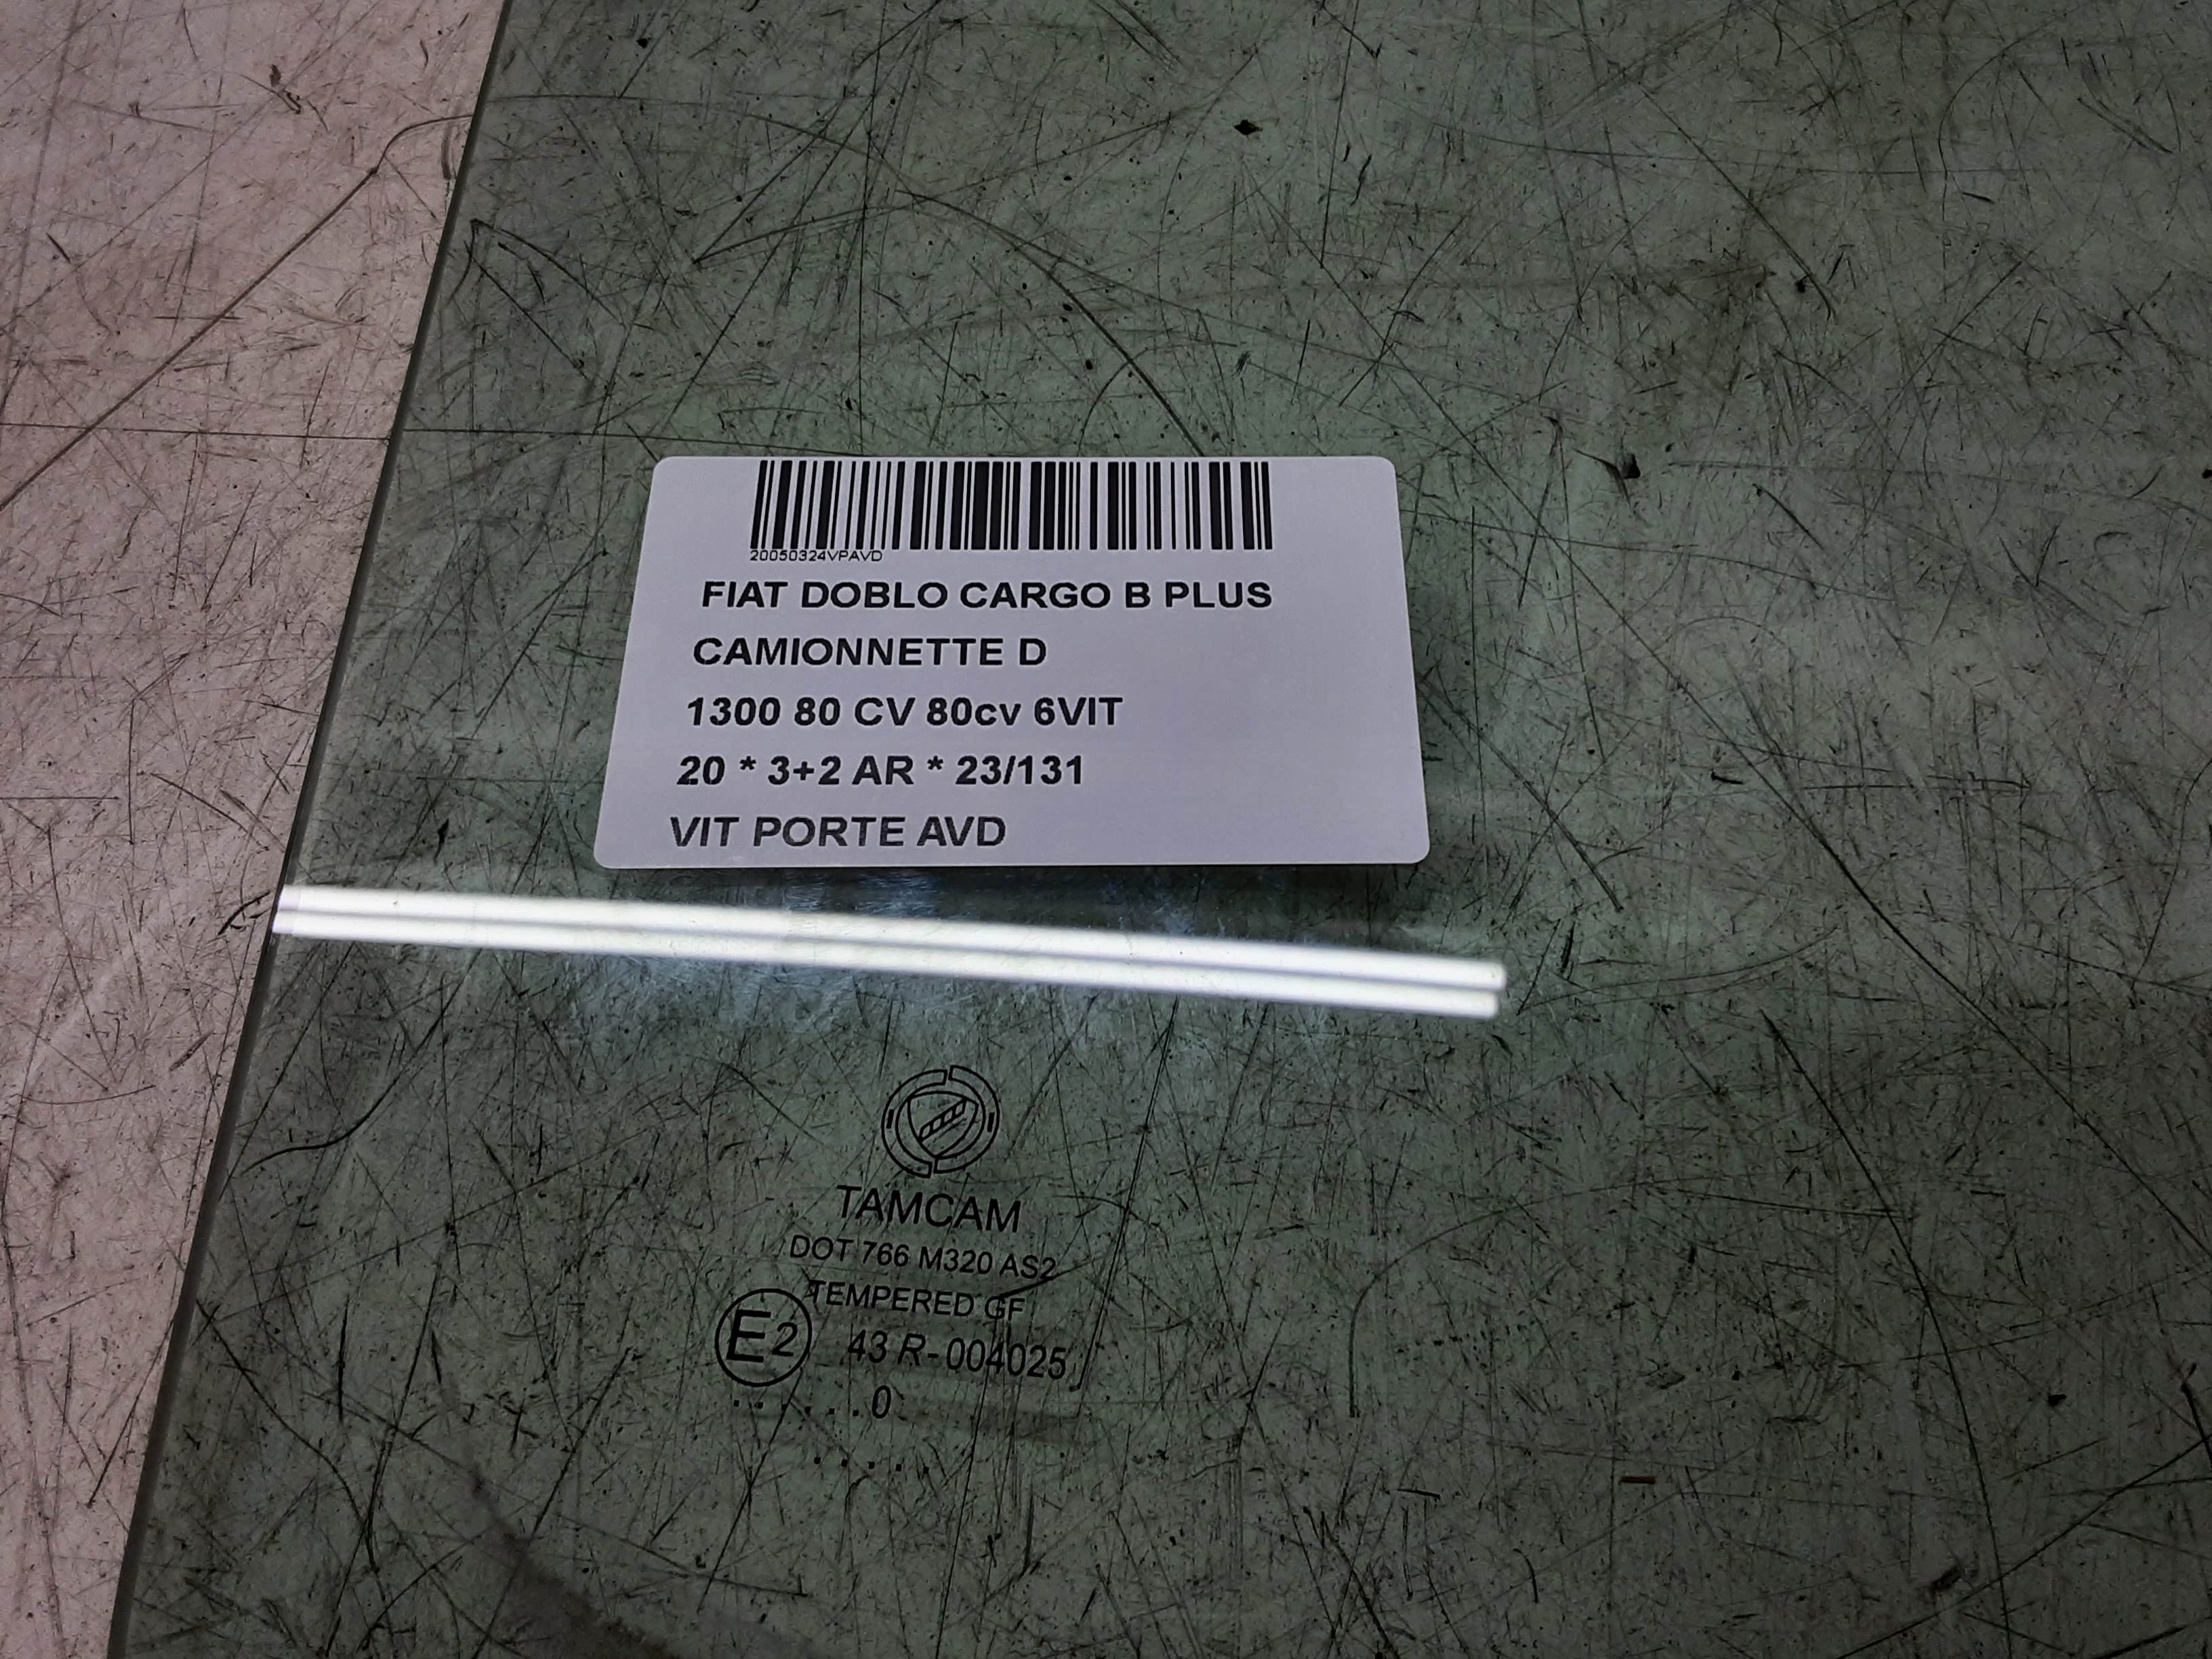 20050324VPAVD
FIAT DOBLO CARGO B PLUS
CAMIONNETTE D
1300 80 CV 80cv 6VIT
20 * 3+2 AR * 23/131
VIT PORTE AVD
TAMCAM
DOT 766 M320 AS2
TEMPERED GF
E2 43 R-004025
. . . . . . 0
. . . . .